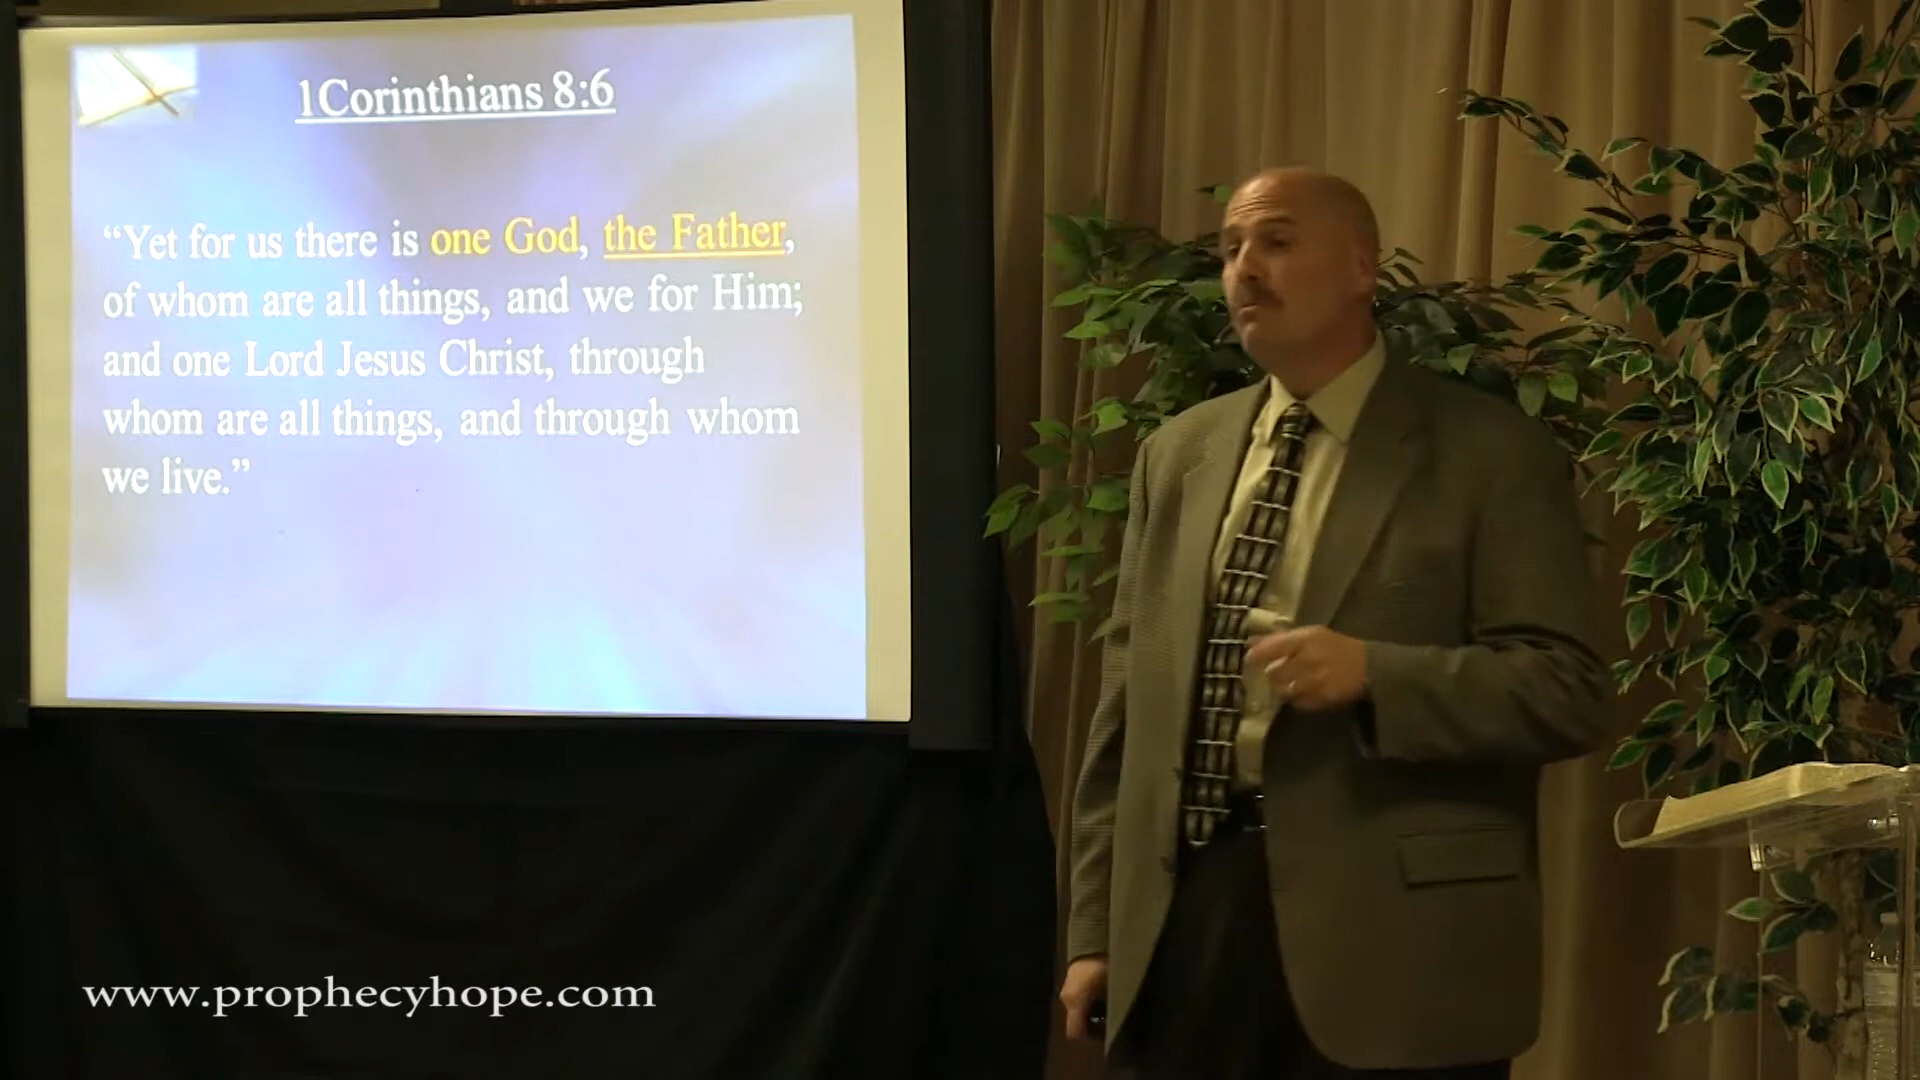 1Corinthians 8:6
“Yet for us there is one God, the Father,
of whom are all things, and we for Him;
and one Lord Jesus Christ, through
whom are all things, and through whom
we live.”
www.prophecyhope.com